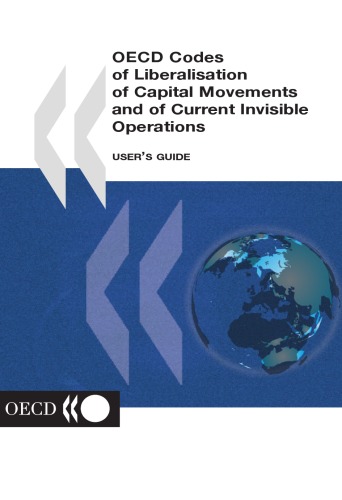 OECD Codes
of Liberalisation
of Capital Movements
and of Current Invisible
Operations
USER'S GUIDE
OECD